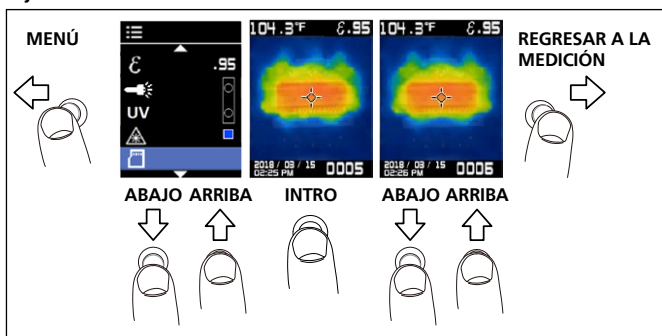 MENÚ
ε .95
UV
104.3°F ε.95
2018 / 03 / 15
02:25 PM 0005
104.3°F ε.95
2018 / 03 / 15
02:26 PM 0006
REGRESAR A LA
MEDICIÓN
ABAJO ARRIBA INTRO ABAJO ARRIBA